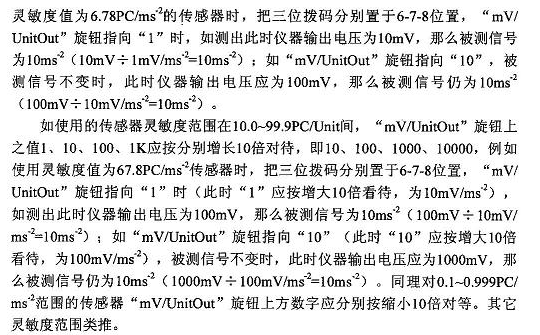 灵敏度值为6.78PC/ms⁻²的传感器时，把三位拨码分别置于6-7-8位置，“mV/
UnitOut”旋钮指向“1”时，如测出此时仪器输出电压为10mV，那么被测信号
为10ms⁻²（10mV÷1mV/ms⁻²=10ms⁻²）；如“mV/UnitOut”旋钮指向“10”，被
测信号不变时，此时仪器输出电压应为100mV，那么被测信号仍为10ms⁻²
（100mV÷10mV/ms⁻²=10ms⁻²）。
如使用的传感器灵敏度范围在10.0~99.9PC/Unit间，“mV/UnitOut”旋钮上
之值1、10、100、1K应按分别增长10倍对待，即10、100、1000、10000，例如
使用灵敏度值为67.8PC/ms⁻²传感器时，把三位拨码分别置于6-7-8位置，“mV/
UnitOut”旋钮指向“1”时（此时“1”应按增大10倍看待，为10mV/ms⁻²），
如测出此时仪器输出电压为100mV，那么被测信号为10ms⁻²（100mV÷10mV/
ms⁻²=10ms⁻²）；如“mV/UnitOut”旋钮指向“10”（此时“10”应按增大10倍
看待，为100mV/ms⁻²），被测信号不变时，此时仪器输出电压应为1000mV，那
么被测信号仍为10ms⁻²（1000mV÷100mV/ms⁻²=10ms⁻²）。同理对0.1~0.999PC/
ms⁻²范围的传感器“mV/UnitOut”旋钮上方数字应分别按缩小10倍对等。其它
灵敏度范围类推。